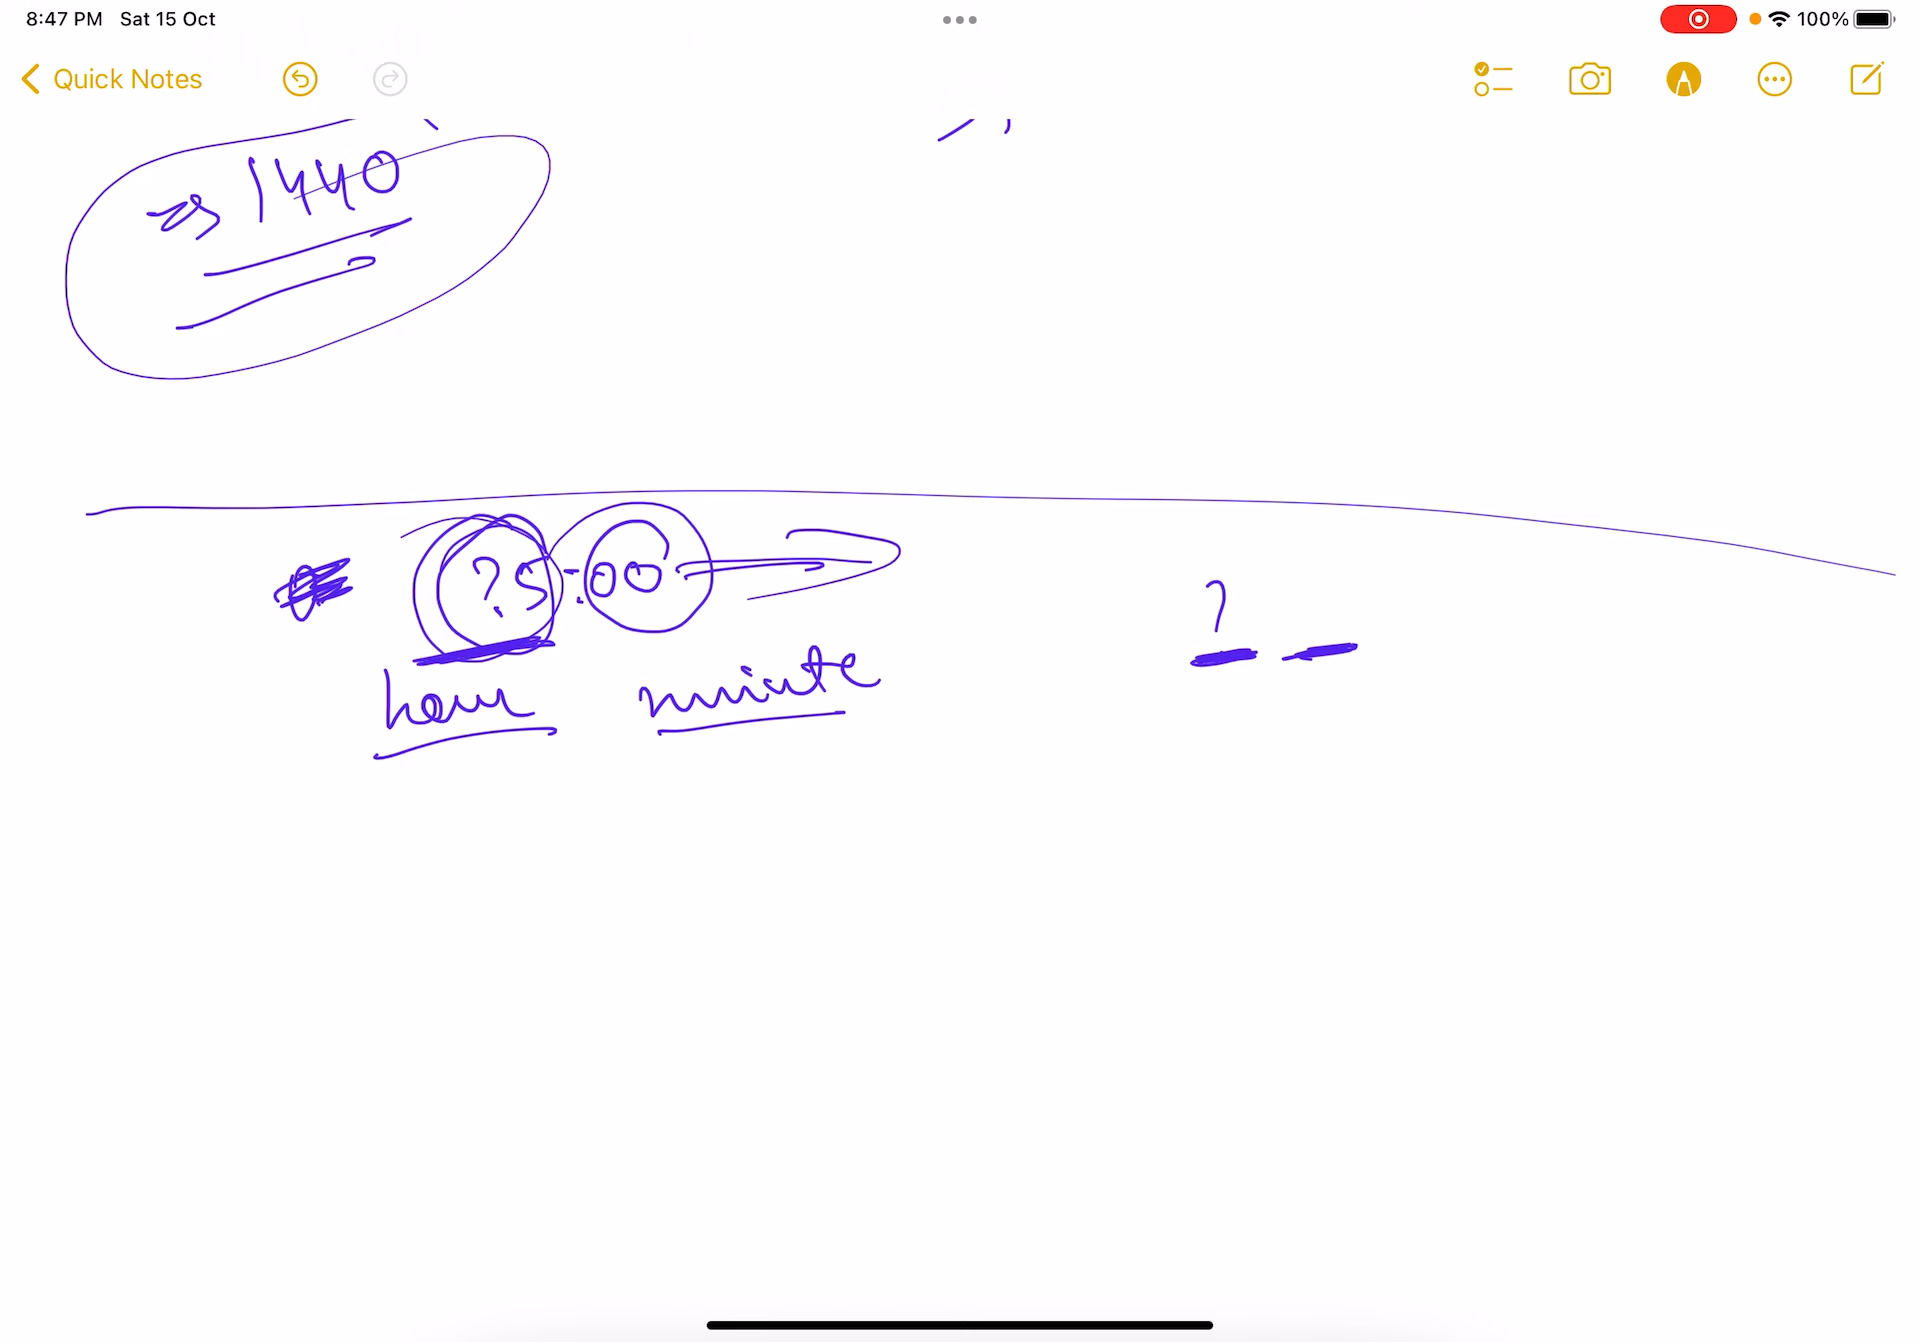 8:47 PM Sat 15 Oct
100%
Quick Notes
⇒ 1440
?5:00
?
hour minute